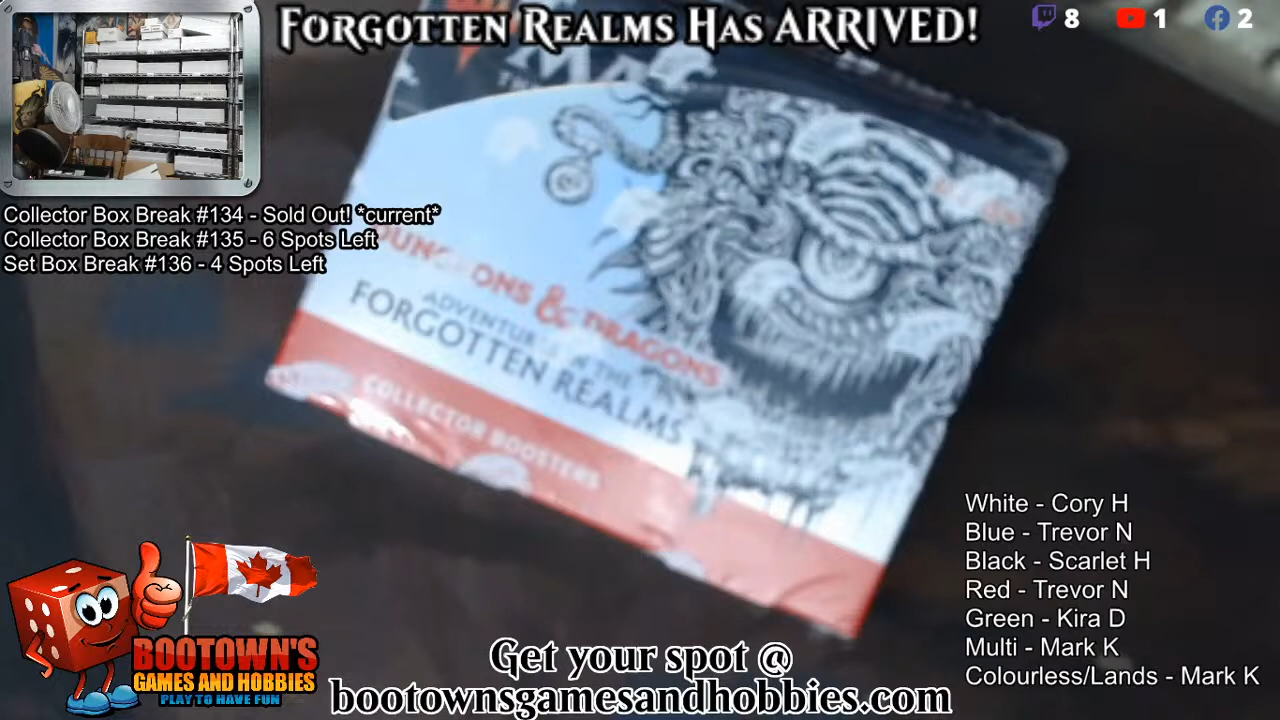 FORGOTTEN REALMS HAS ARRIVED!
8 1 2
Collector Box Break #134 - Sold Out! *current*
Collector Box Break #135 - 6 Spots Left
Set Box Break #136 - 4 Spots Left
DUNGEONS & DRAGONS
ADVENTURES IN THE
FORGOTTEN REALMS
COLLECTOR BOOSTERS
White - Cory H
Blue - Trevor N
Black - Scarlet H
Red - Trevor N
Green - Kira D
Multi - Mark K
Colourless/Lands - Mark K
BOOTOWN'S
GAMES AND HOBBIES
PLAY TO HAVE FUN
Get your spot @
bootownsgamesandhobbies.com